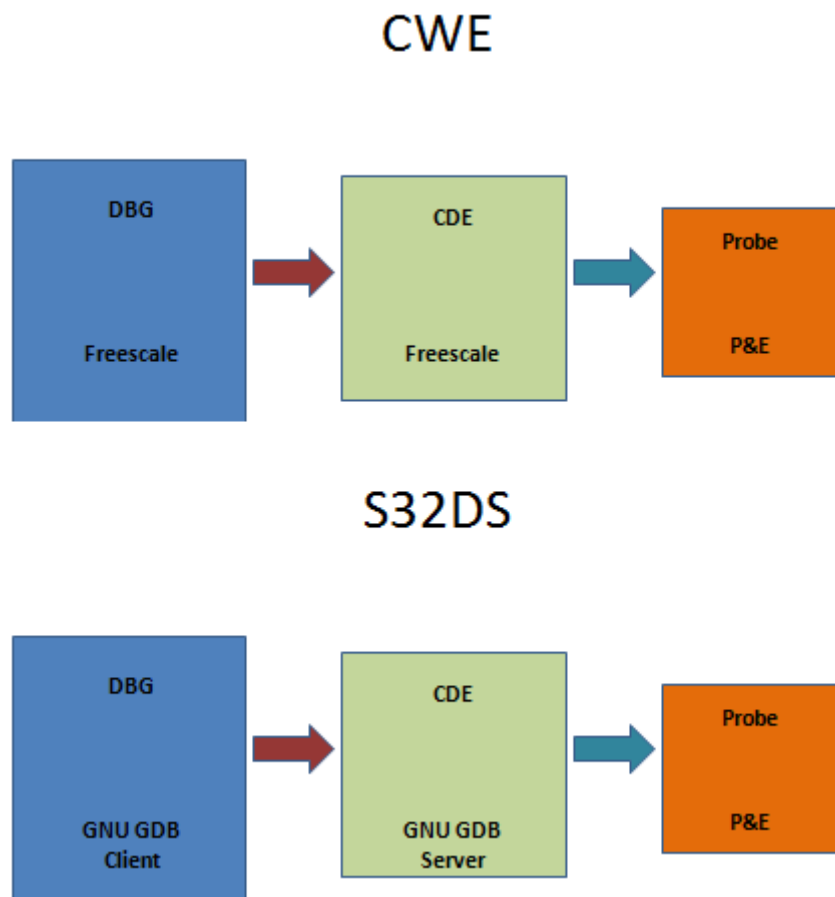 CWE
DBG
Freescale
CDE
Freescale
Probe
P&E
S32DS
DBG
GNU GDB
Client
CDE
GNU GDB
Server
Probe
P&E